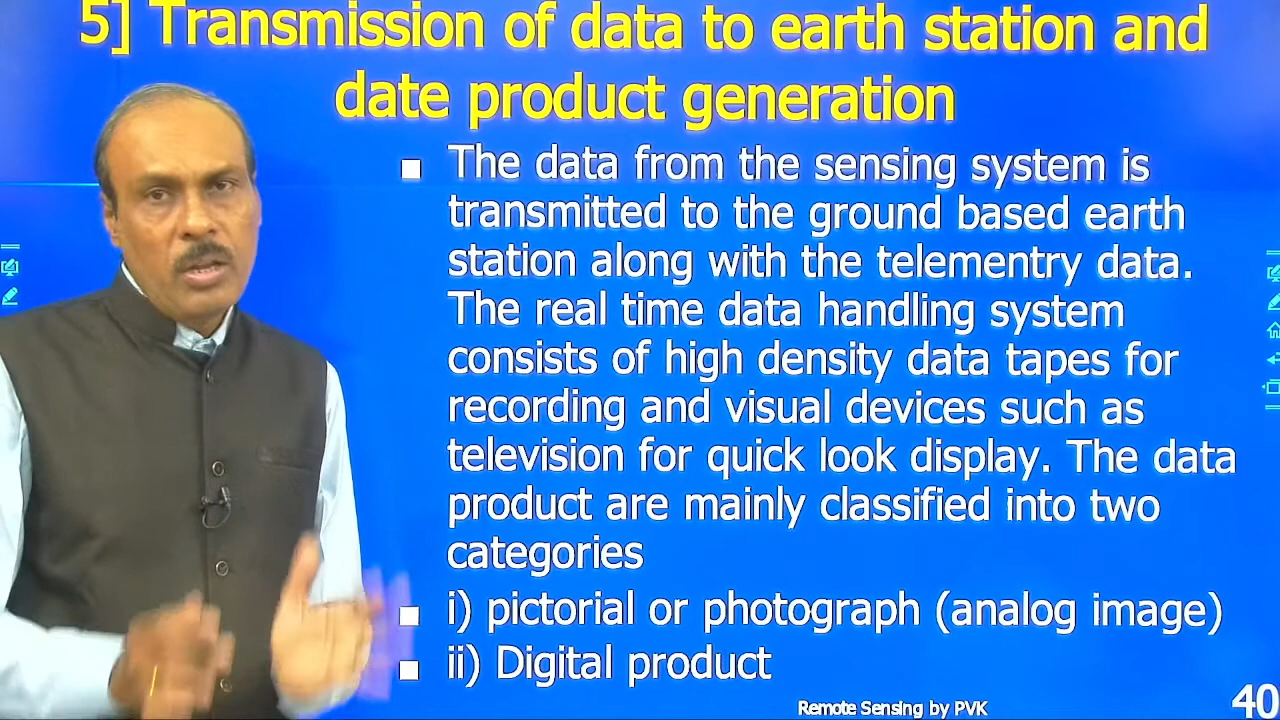 5] Transmission of data to earth station and
date product generation
The data from the sensing system is
transmitted to the ground based earth
station along with the telementry data.
The real time data handling system
consists of high density data tapes for
recording and visual devices such as
television for quick look display. The data
product are mainly classified into two
categories
i) pictorial or photograph (analog image)
ii) Digital product
Remote Sensing by PVK
40